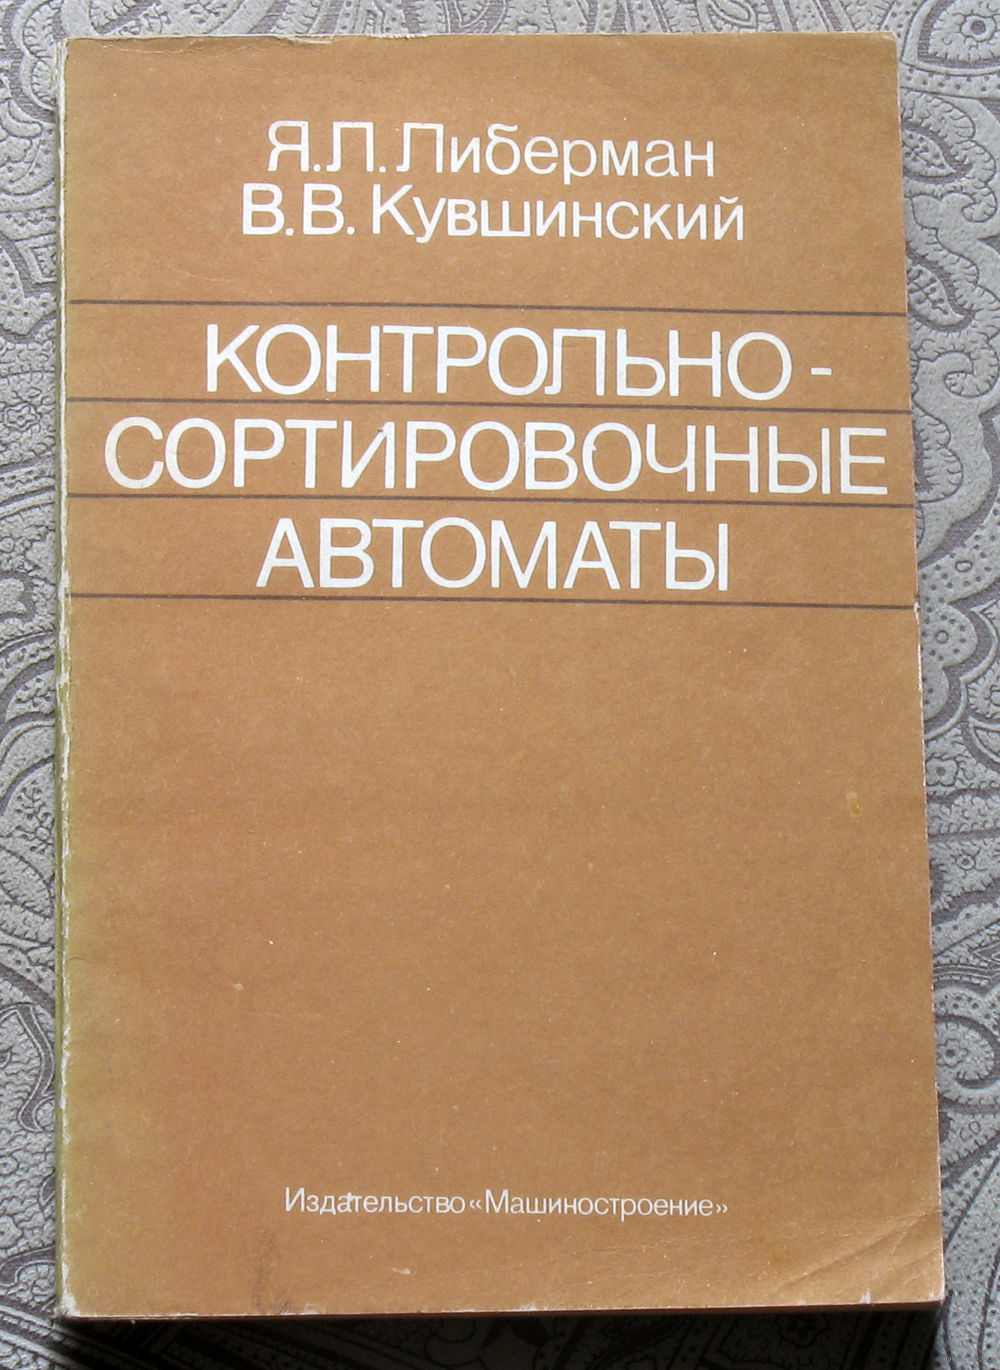 Я.Л. Либерман
В.В. Кувшинский
КОНТРОЛЬНО-
СОРТИРОВОЧНЫЕ
АВТОМАТЫ
Издательство «Машиностроение»